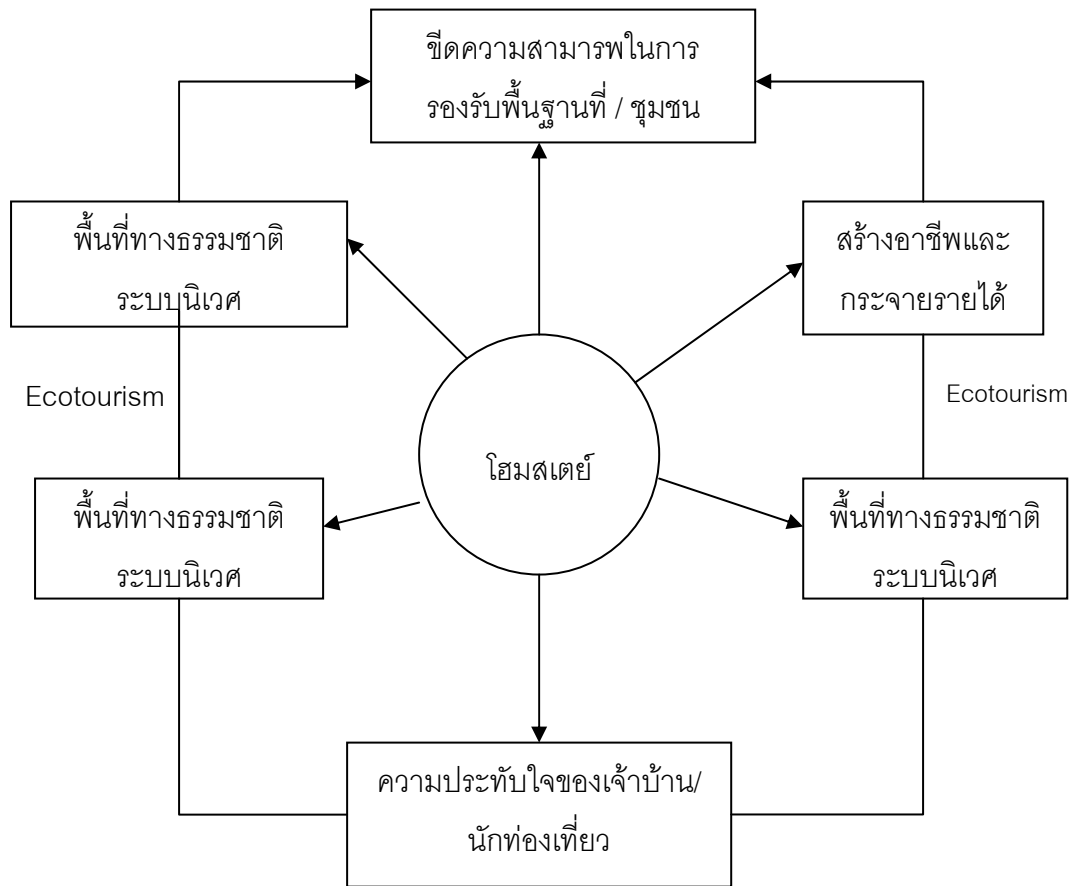 ขีดความสามารพในการ
รองรับพื้นฐานที่ / ชุมชน
พื้นที่ทางธรรมชาติ
ระบบนิเวศ
สร้างอาชีพและ
กระจายรายได้
Ecotourism
Ecotourism
โฮมสเตย์
พื้นที่ทางธรรมชาติ
ระบบนิเวศ
พื้นที่ทางธรรมชาติ
ระบบนิเวศ
ความประทับใจของเจ้าบ้าน/
นักท่องเที่ยว